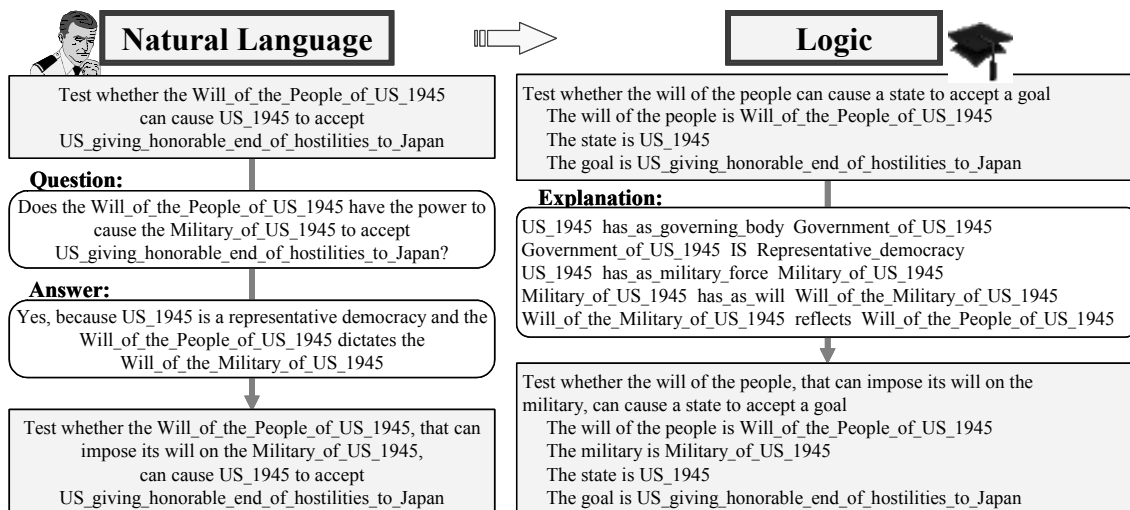 Natural Language
Test whether the Will_of_the_People_of_US_1945
can cause US_1945 to accept
US_giving_honorable_end_of_hostilities_to_Japan
Question:
Does the Will_of_the_People_of_US_1945 have the power to
cause the Military_of_US_1945 to accept
US_giving_honorable_end_of_hostilities_to_Japan?
Answer:
Yes, because US_1945 is a representative democracy and the
Will_of_the_People_of_US_1945 dictates the
Will_of_the_Military_of_US_1945
Test whether the Will_of_the_People_of_US_1945, that can
impose its will on the Military_of_US_1945,
can cause US_1945 to accept
US_giving_honorable_end_of_hostilities_to_Japan
Logic
Test whether the will of the people can cause a state to accept a goal
The will of the people is Will_of_the_People_of_US_1945
The state is US_1945
The goal is US_giving_honorable_end_of_hostilities_to_Japan
Explanation:
US_1945 has_as_governing_body Government_of_US_1945
Government_of_US_1945 IS Representative_democracy
US_1945 has_as_military_force Military_of_US_1945
Military_of_US_1945 has_as_will Will_of_the_Military_of_US_1945
Will_of_the_Military_of_US_1945 reflects Will_of_the_People_of_US_1945
Test whether the will of the people, that can impose its will on the
military, can cause a state to accept a goal
The will of the people is Will_of_the_People_of_US_1945
The military is Military_of_US_1945
The state is US_1945
The goal is US_giving_honorable_end_of_hostilities_to_Japan